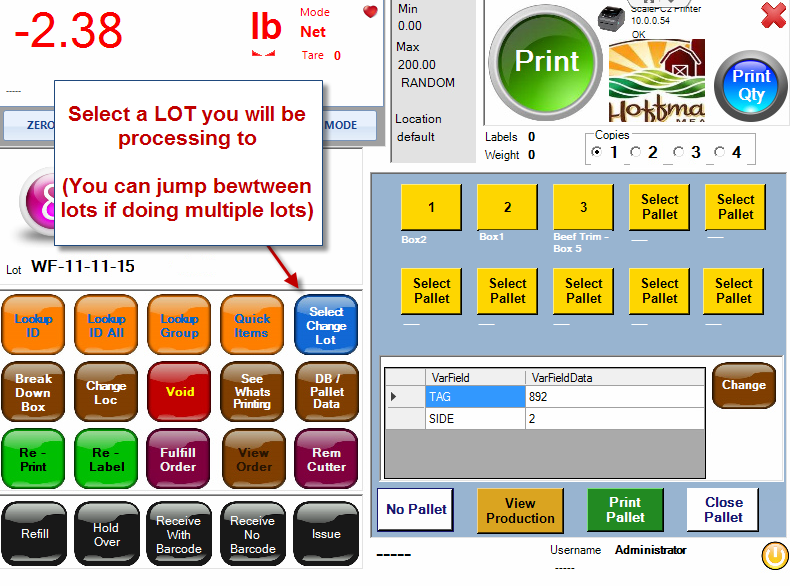 -2.38
lb
Mode
Net
Tare 0
-----
ZERO
MODE
Select a LOT you will be
processing to
(You can jump bewtween
lots if doing multiple lots)
Min
0.00
Max
200.00
RANDOM
Location
default
Print
ScalePC2 Printer
10.0.0.54
OK
Hoffma
MEA
Print
Qty
Labels 0
Weight 0
Copies
1 2 3 4
8
Lot WF-11-11-15
Lookup
ID
Lookup
ID All
Lookup
Group
Quick
Items
Select
Change
Lot
Break
Down
Box
Change
Loc
Void
See
Whats
Printing
DB /
Pallet
Data
Re -
Print
Re -
Label
Fulfill
Order
View
Order
Rem
Cutter
Refill
Hold
Over
Receive
With
Barcode
Receive
No
Barcode
Issue
1
Box2
2
Box1
3
Beef Trim -
Box 5
Select
Pallet
Select
Pallet
Select
Pallet
Select
Pallet
Select
Pallet
Select
Pallet
Select
Pallet
VarField VarFieldData
TAG 892
SIDE 2
Change
No Pallet
View
Production
Print
Pallet
Close
Pallet
-----
Username Administrator
-----